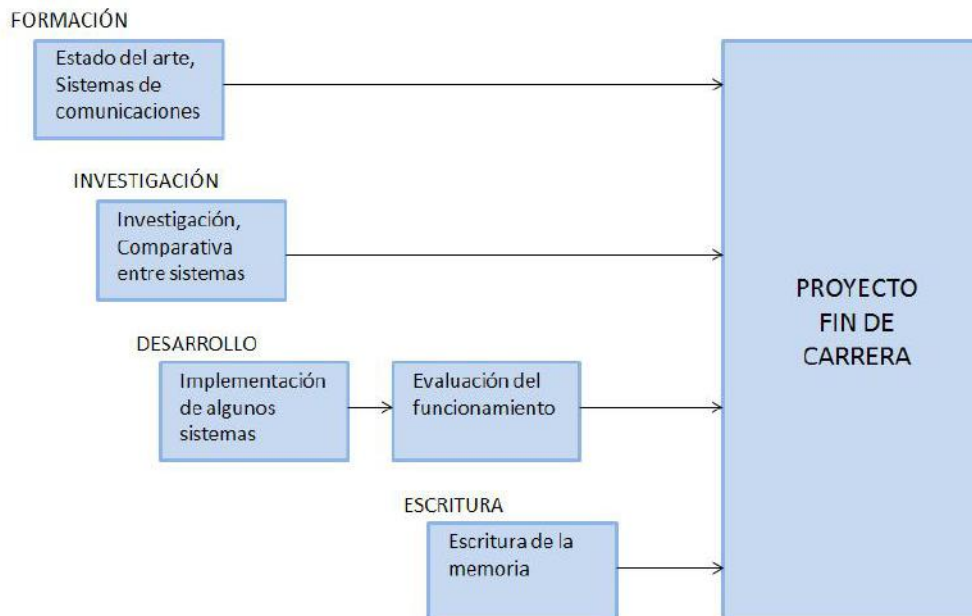 FORMACIÓN
Estado del arte,
Sistemas de
comunicaciones
INVESTIGACIÓN
Investigación,
Comparativa
entre sistemas
DESARROLLO
Implementación
de algunos
sistemas
Evaluación del
funcionamiento
ESCRITURA
Escritura de la
memoria
PROYECTO
FIN DE
CARRERA